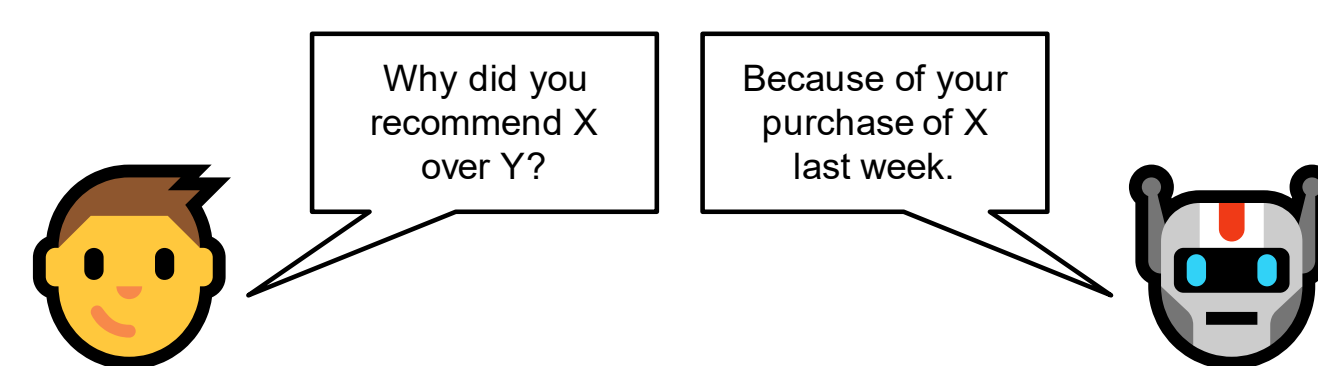 Why did you
recommend X
over Y?
Because of your
purchase of X
last week.